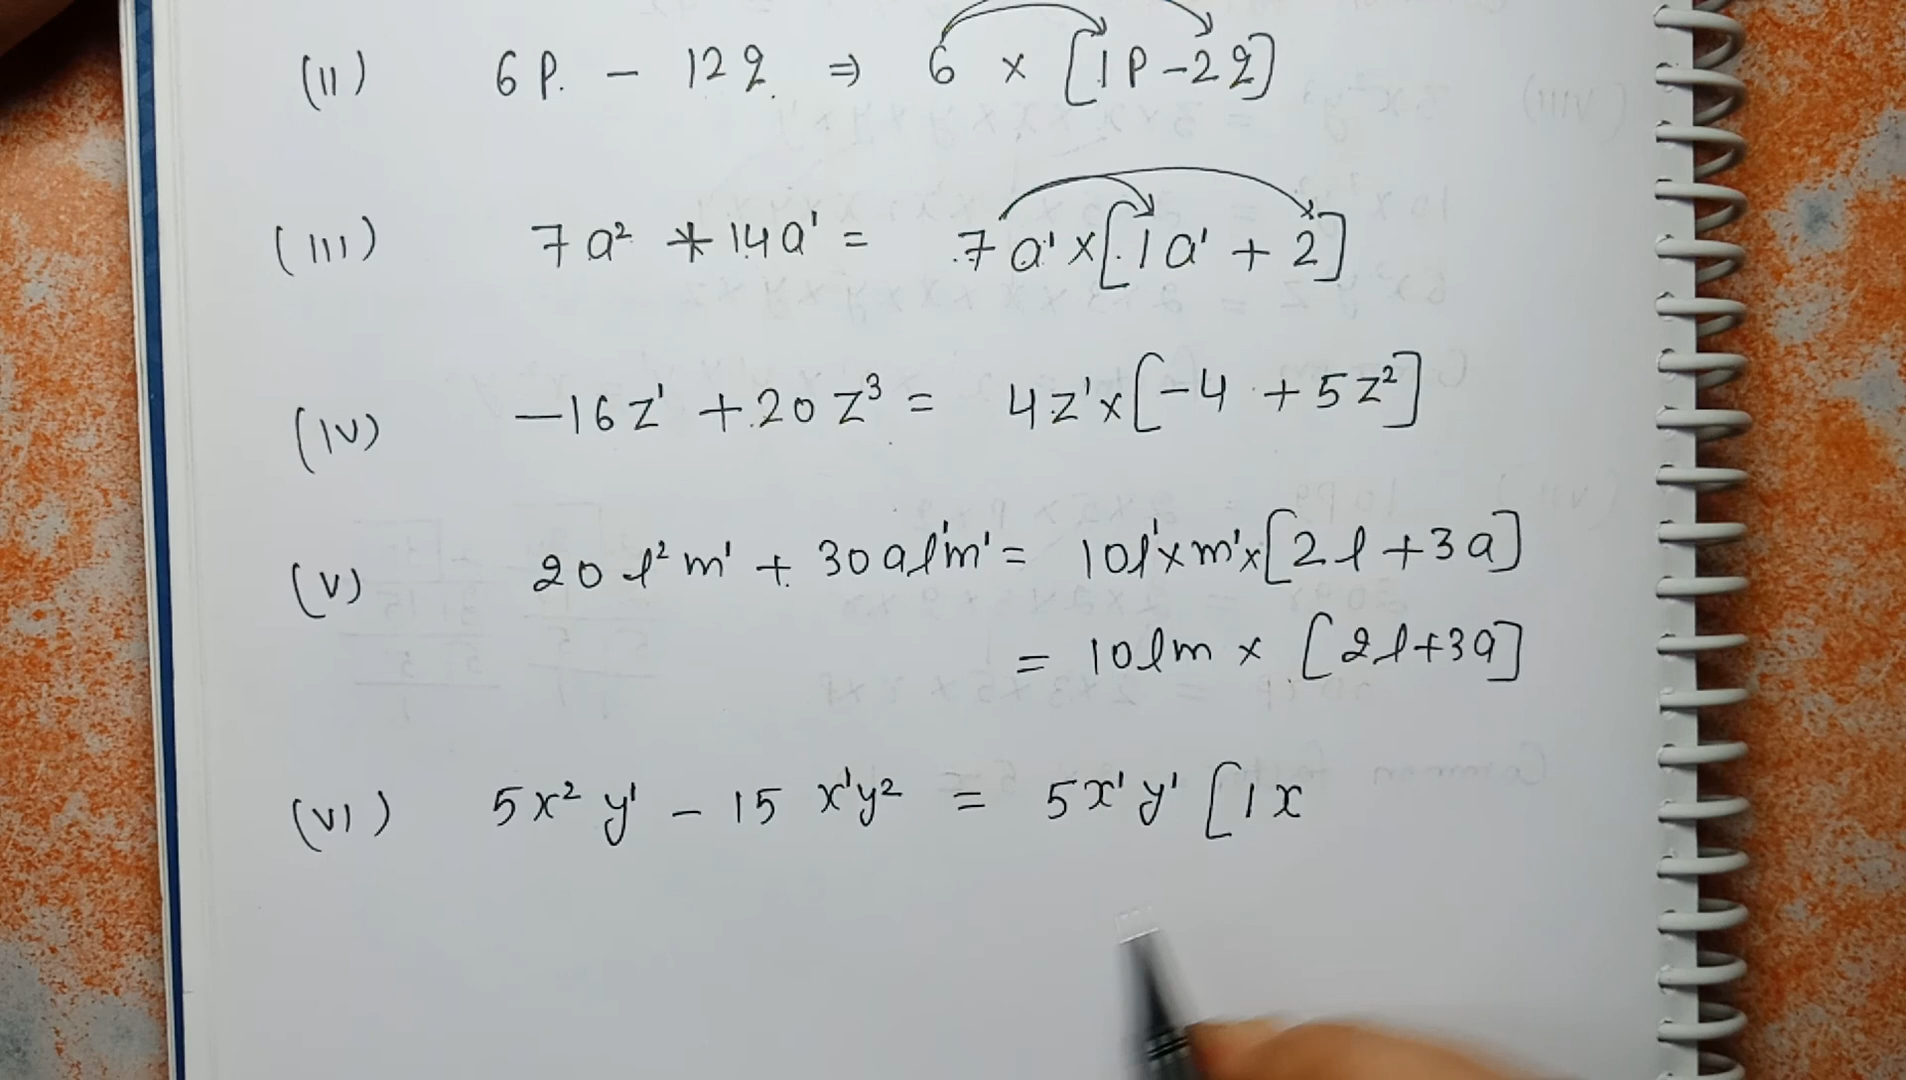 (II) 6P. - 12q. ⇒ 6 × [1P-2q]
(III) 7a² + 14a¹ = 7a¹×[1a¹ + 2]
(IV) -16z¹ + 20z³ = 4z¹×[-4 + 5z²]
(V) 20l²m¹ + 30al¹m¹ = 10l¹×m¹×[2l+3a]
= 10lm × [2l+3a]
(VI) 5x²y¹ - 15x¹y² = 5x¹y¹ [1x